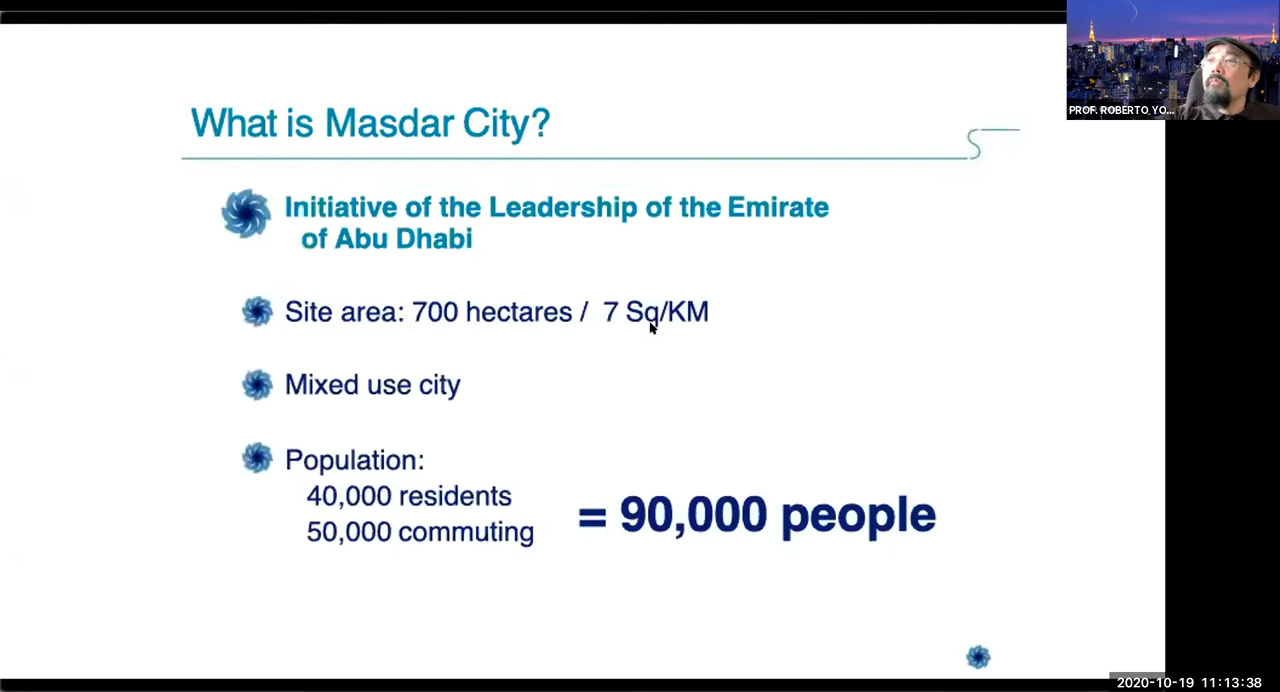 PROF. ROBERTO YO...
What is Masdar City?
Initiative of the Leadership of the Emirate
of Abu Dhabi
Site area: 700 hectares / 7 Sq/KM
Mixed use city
Population:
40,000 residents
50,000 commuting
= 90,000 people
2020-10-19 11:13:38